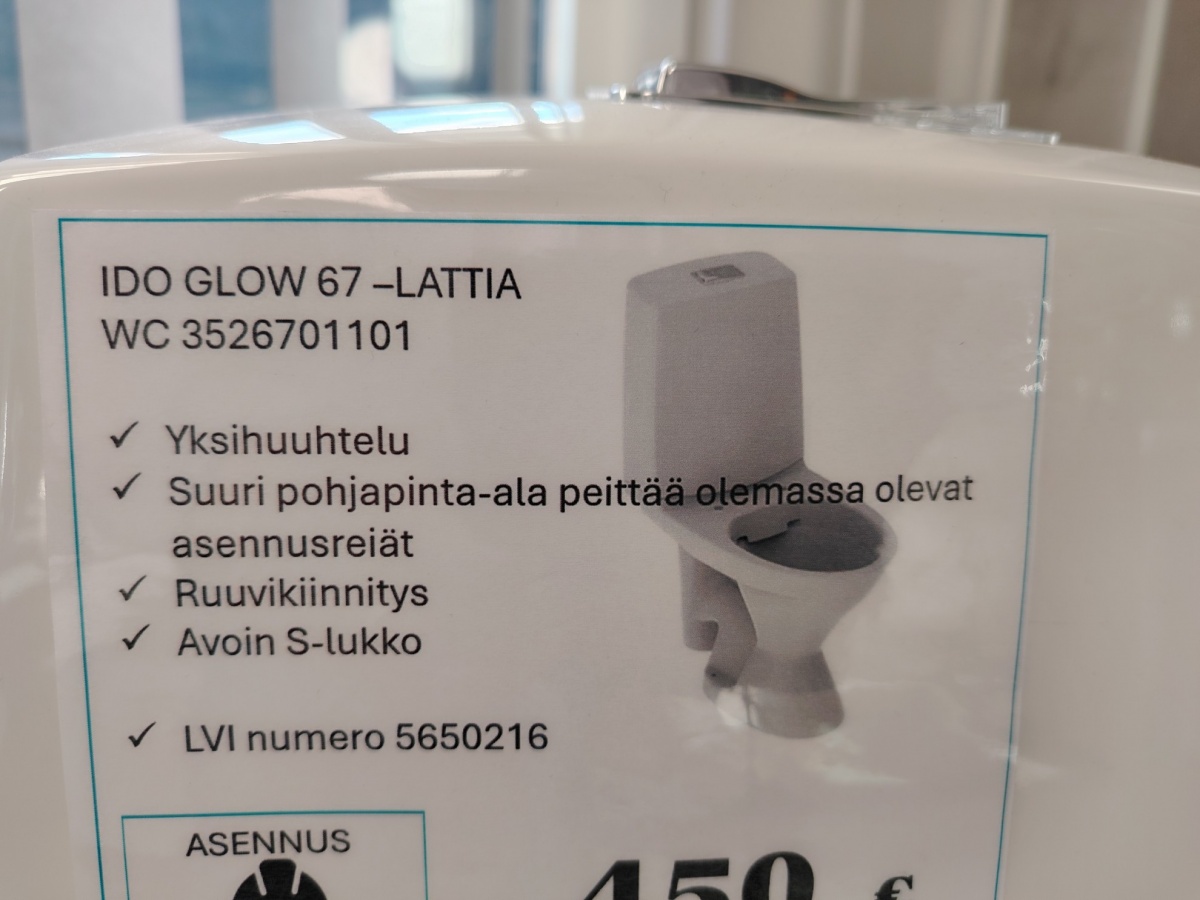 IDO GLOW 67 –LATTIA
WC 3526701101
✓ Yksihuuhtelu
✓ Suuri pohjapinta-ala peittää olemassa olevat
asennusreiät
✓ Ruuvikiinnitys
✓ Avoin S-lukko
✓ LVI numero 5650216
ASENNUS
450 €